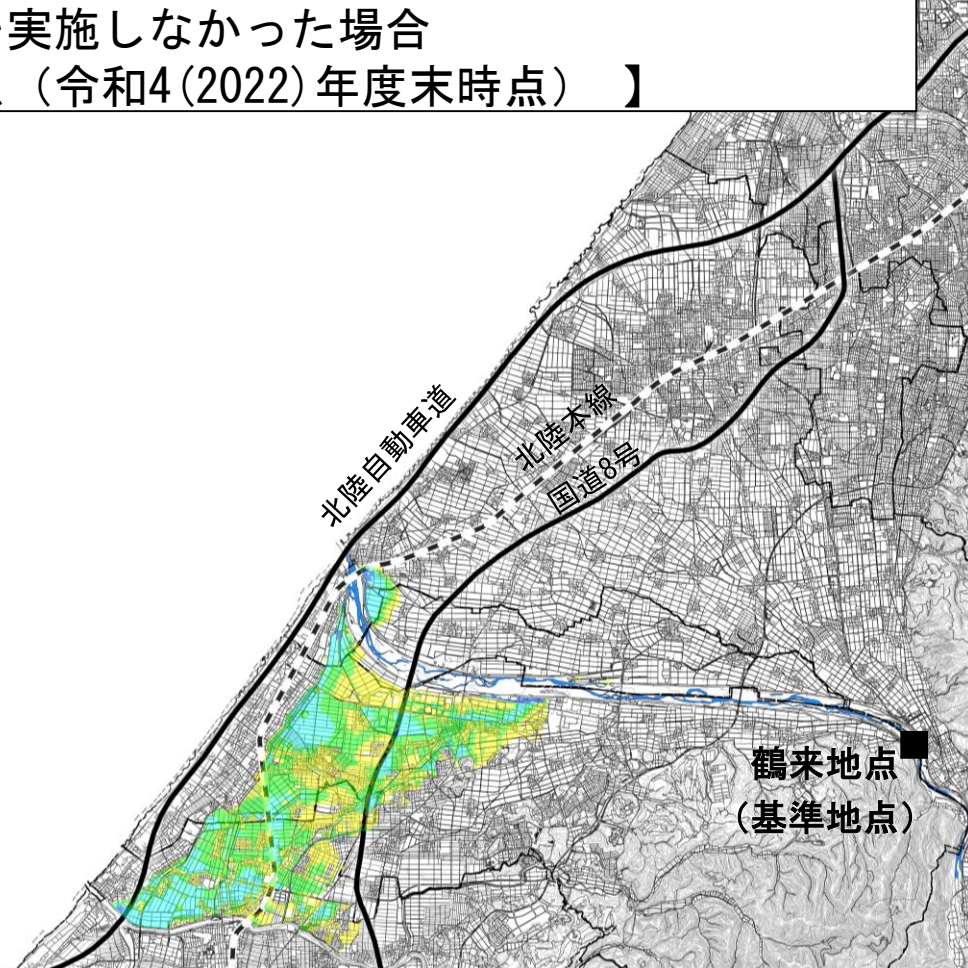 実施しなかった場合
(令和4(2022)年度末時点) 】
北陸自動車道
北陸本線
国道8号
鶴来地点
(基準地点)